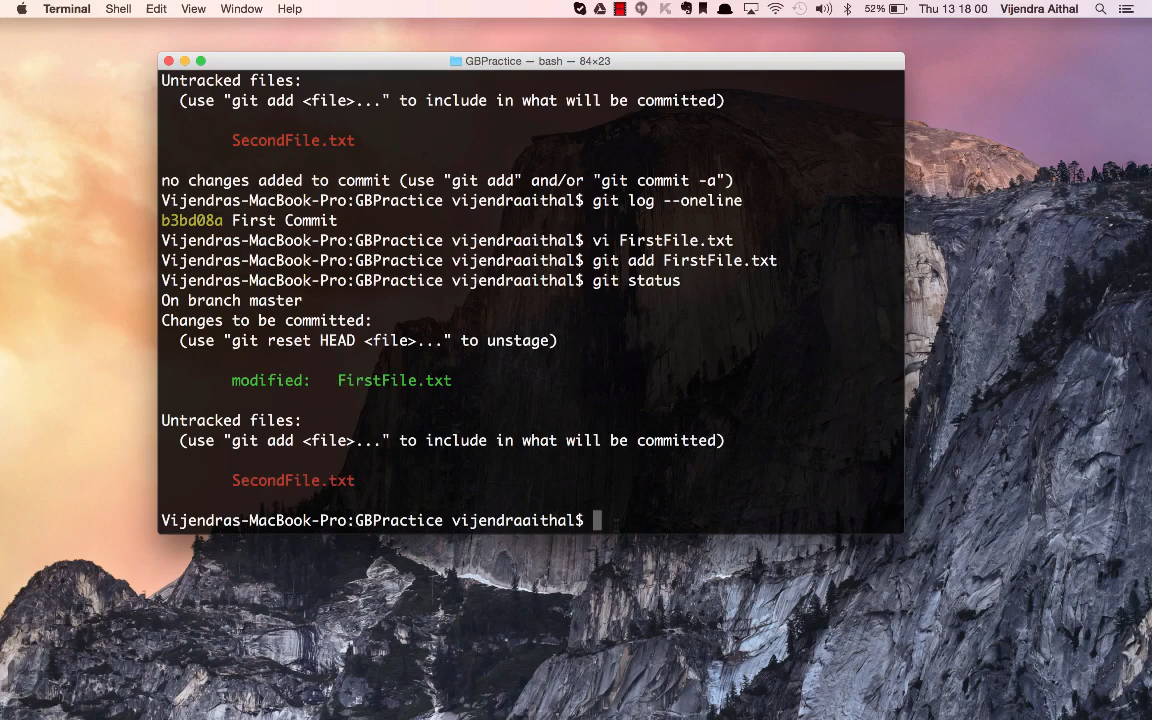 Terminal Shell Edit View Window Help 52% Thu 13 18 00 Vijendra Aithal
GBPractice — bash — 84×23
Untracked files:
(use "git add <file>..." to include in what will be committed)
SecondFile.txt
no changes added to commit (use "git add" and/or "git commit -a")
Vijendras-MacBook-Pro:GBPractice vijendraaithal$ git log --oneline
b3bd08a First Commit
Vijendras-MacBook-Pro:GBPractice vijendraaithal$ vi FirstFile.txt
Vijendras-MacBook-Pro:GBPractice vijendraaithal$ git add FirstFile.txt
Vijendras-MacBook-Pro:GBPractice vijendraaithal$ git status
On branch master
Changes to be committed:
(use "git reset HEAD <file>..." to unstage)
modified: FirstFile.txt
Untracked files:
(use "git add <file>..." to include in what will be committed)
SecondFile.txt
Vijendras-MacBook-Pro:GBPractice vijendraaithal$